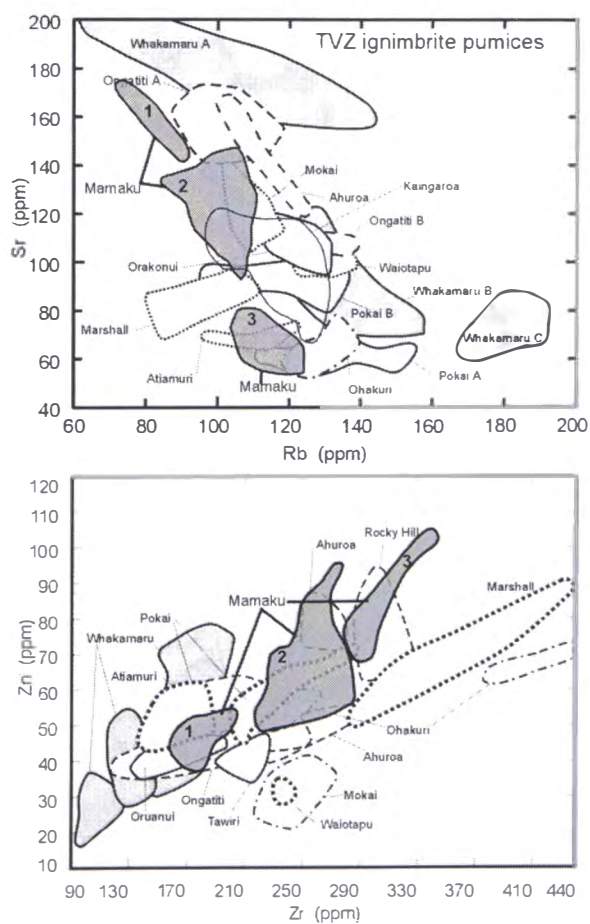 TVZ ignimbrite pumices
Whakamaru A
Ongatiti A
1
Mamaku
2
Mokai
Ahuroa
Kaingaroa
Ongatiti B
Orakonui
Waiotapu
Whakamaru B
Marshall
Pokai B
3
Whakamaru C
Atiamuri
Mamaku
Ohakuri
Pokai A
Sr (ppm)
200
180
160
140
120
100
80
60
40
60 80 100 120 140 160 180 200
Rb (ppm)
Zn (ppm)
120
110
100
90
80
70
60
50
40
30
20
10
Rocky Hill
Ahuroa
3
Marshall
Mamaku
Pokai
Whakamaru
Atiamuri
2
1
Ohakuri
Ahuroa
Ongatiti
Oruanui
Tawiri
Mokai
Waiotapu
90 130 170 210 250 290 330 370 410 440
Zr (ppm)